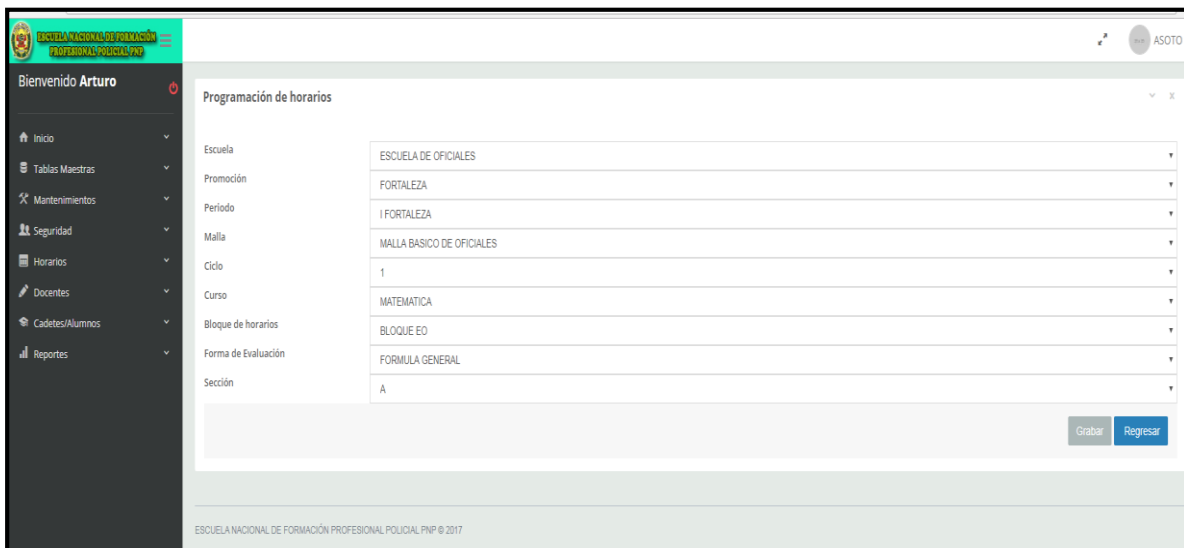 ESCUELA NACIONAL DE FORMACIÓN
PROFESIONAL POLICIAL PNP
ASOTO
Bienvenido Arturo
Inicio
Tablas Maestras
Mantenimientos
Seguridad
Horarios
Docentes
Cadetes/Alumnos
Reportes
Programación de horarios
x
Escuela
ESCUELA DE OFICIALES
Promoción
FORTALEZA
Período
I FORTALEZA
Malla
MALLA BASICO DE OFICIALES
Ciclo
1
Curso
MATEMATICA
Bloque de horarios
BLOQUE EO
Forma de Evaluación
FORMULA GENERAL
Sección
A
Grabar
Regresar
ESCUELA NACIONAL DE FORMACIÓN PROFESIONAL POLICIAL PNP © 2017